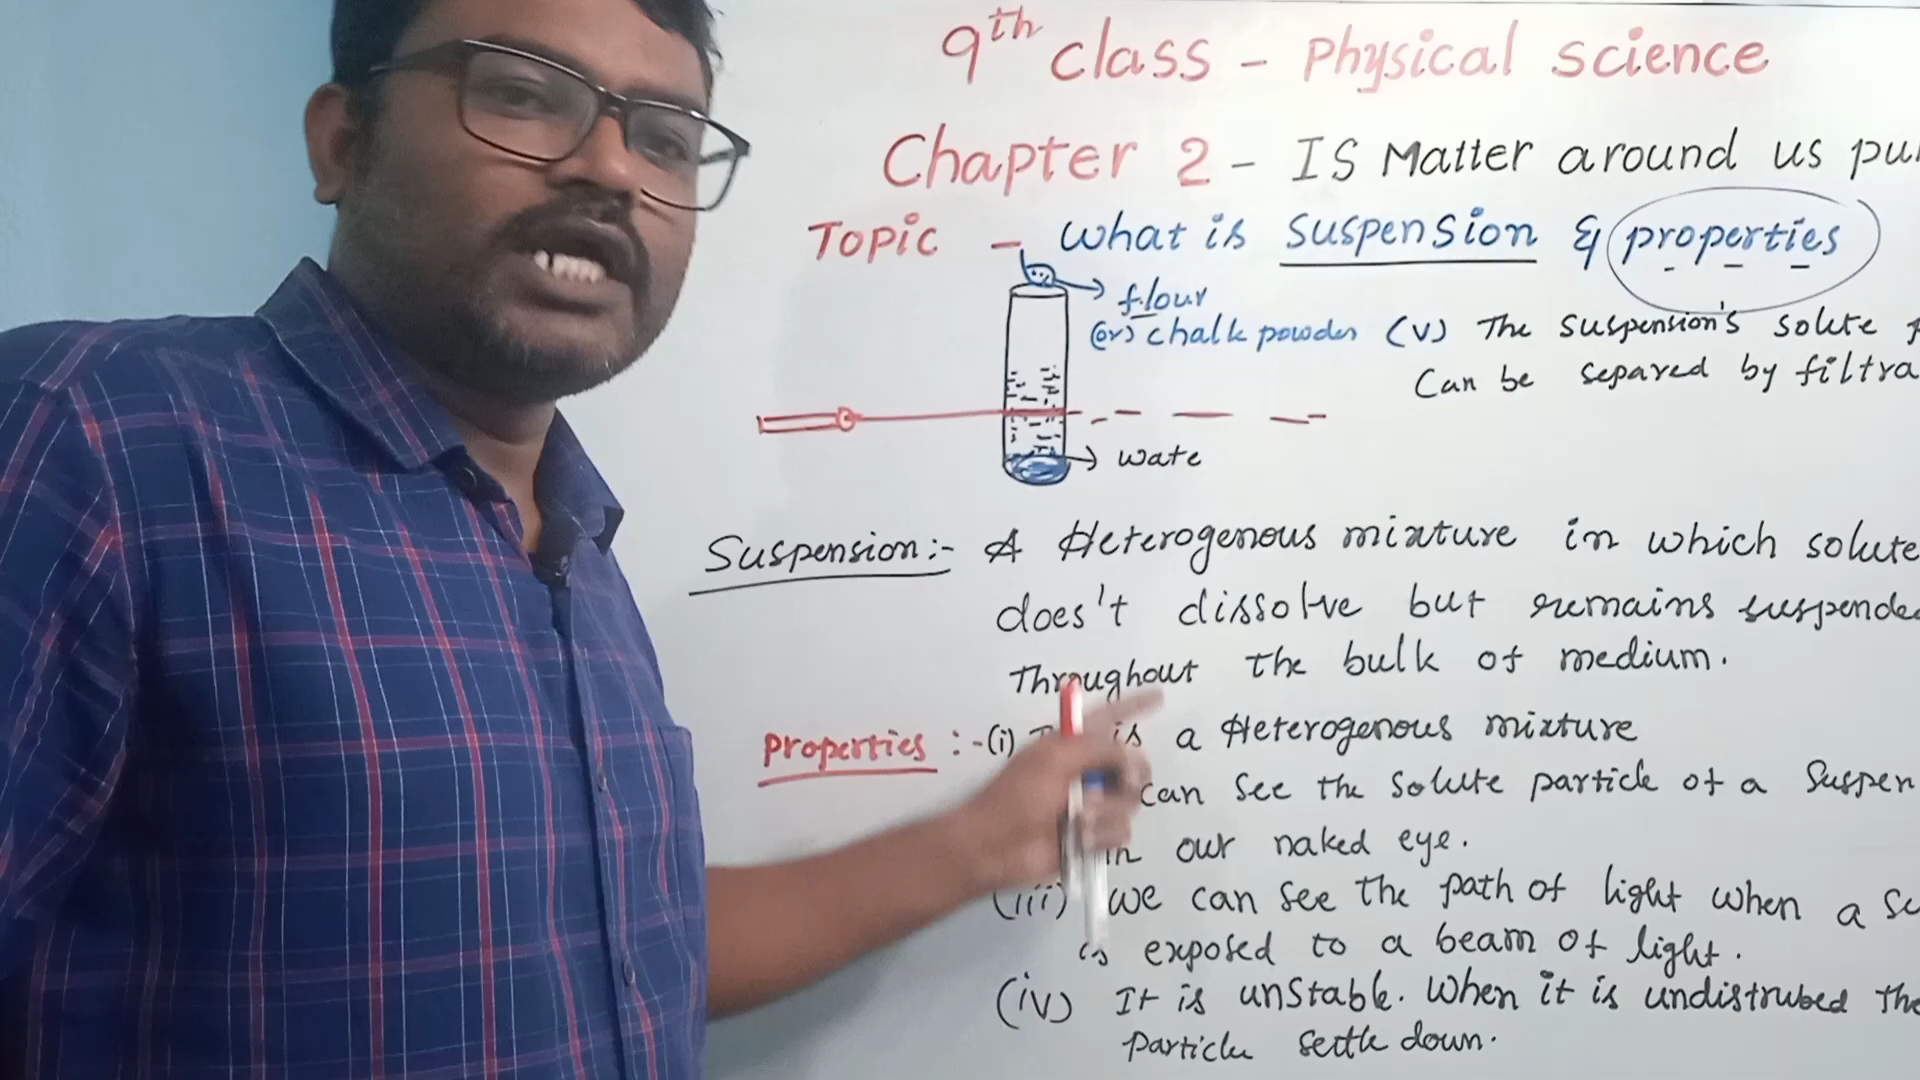 9th class - Physical science
Chapter 2 - IS Matter around us pu
Topic - what is suspension & properties
flour
(or) chalk powder
(v) The suspension's solute
Can be separed by filtra
wate
Suspension:- A Heterogenous mixture in which solute
does't dissolve but remains suspende
Throughout the bulk of medium.
Properties :- (i) is a Heterogenous mixture
can see the solute particle of a suspen
our naked eye.
(iii) we can see the path of light when a su
is exposed to a beam of light.
(iv) It is unstable. When it is undistrubed the
particle settle down.